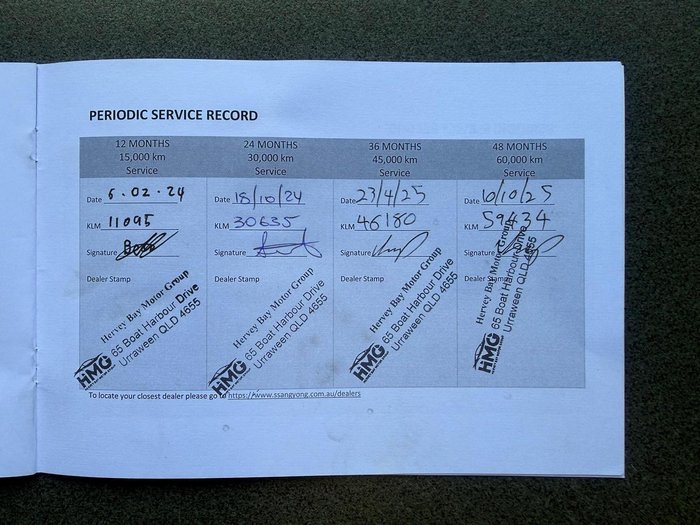 PERIODIC SERVICE RECORD
12 MONTHS
15,000 km
Service
Date 6.02.24
KLM 11095
Signature
Dealer Stamp
Hervey Bay Motor Group
65 Boat Harbour Drive
Urraween QLD 4655
HMG
24 MONTHS
30,000 km
Service
Date 18/10/24
KLM 30635
Signature
Dealer Stamp
Hervey Bay Motor Group
65 Boat Harbour Drive
Urraween QLD 4655
HMG
36 MONTHS
45,000 km
Service
Date 23/4/25
KLM 46180
Signature
Dealer Stamp
Hervey Bay Motor Group
65 Boat Harbour Drive
Urraween QLD 4655
HMG
48 MONTHS
60,000 km
Service
Date 10/10/25
KLM 59434
Signature
Dealer Stamp
Hervey Bay Motor Group
65 Boat Harbour Drive
Urraween QLD 4655
HMG
To locate your closest dealer please go to https://www.ssangyong.com.au/dealers